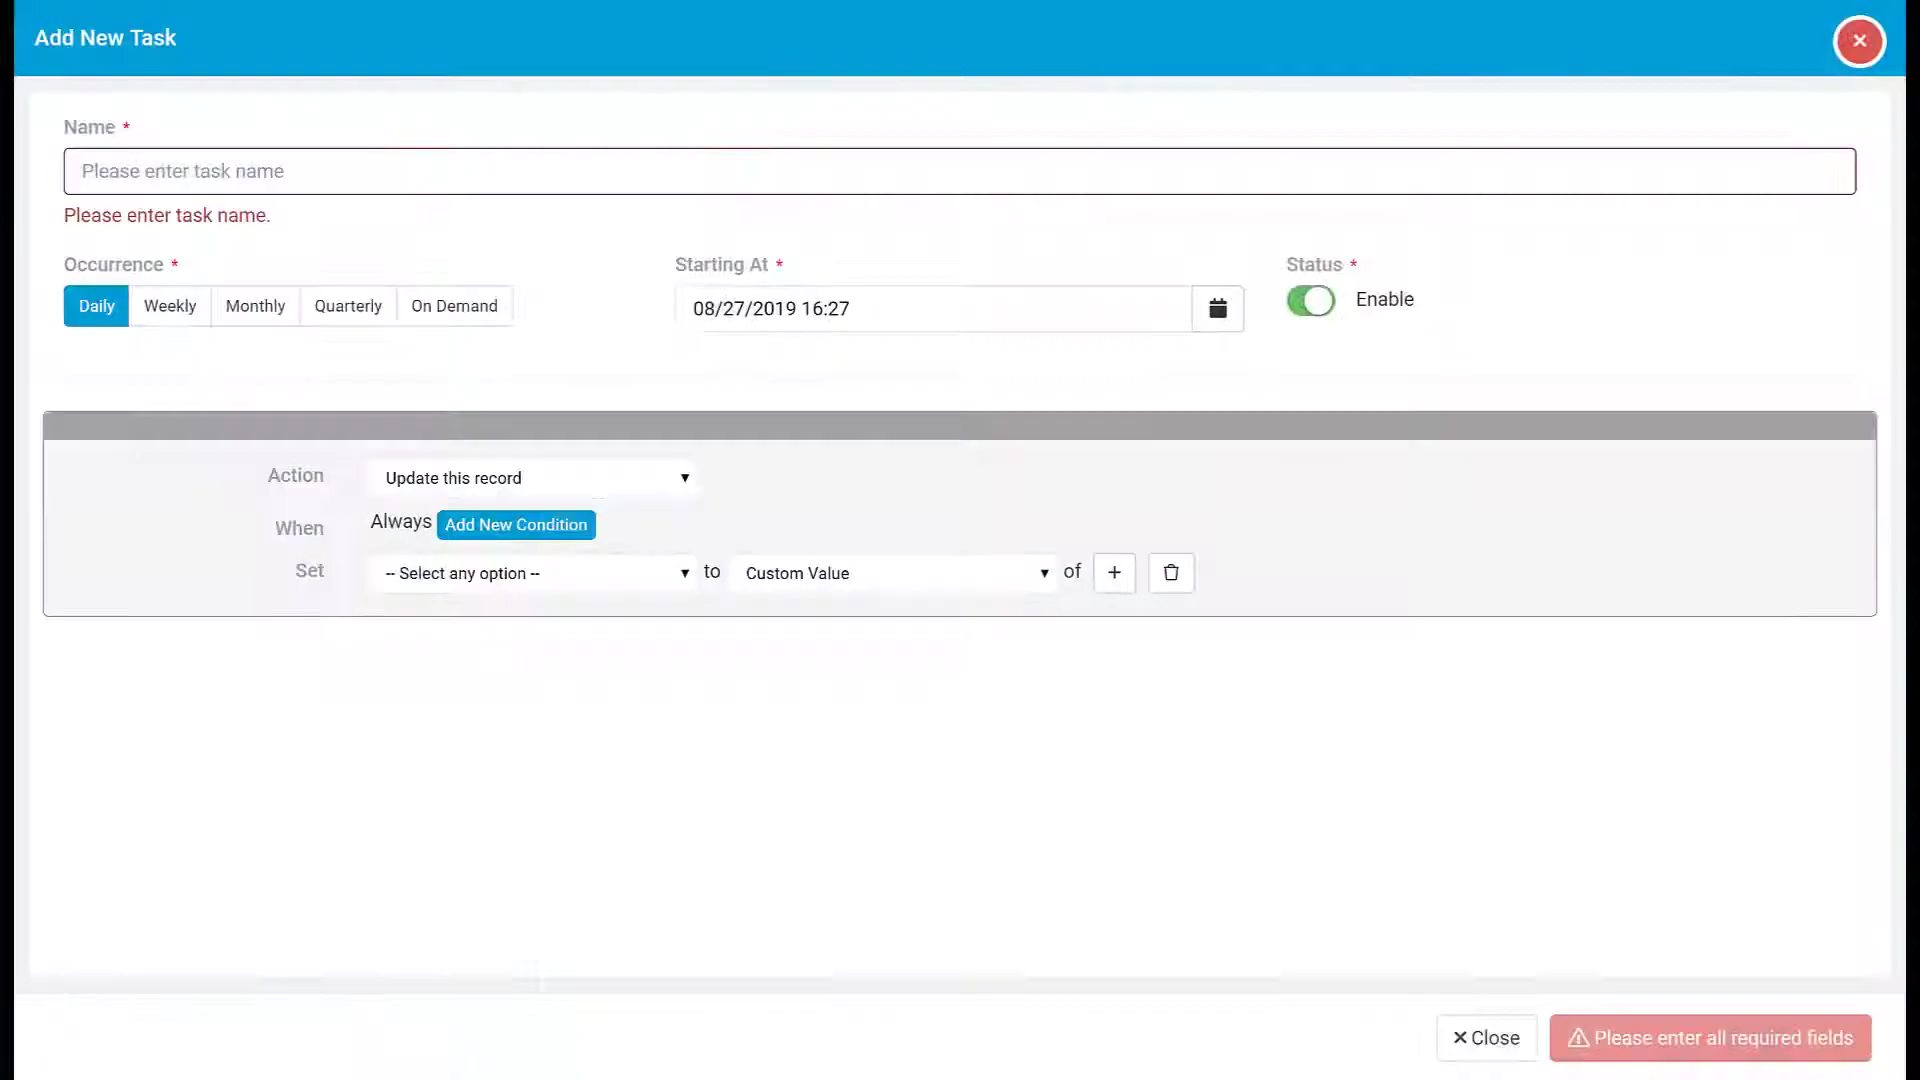 Add New Task
Name *
Please enter task name
Please enter task name.
Occurrence * Starting At * Status *
Daily Weekly Monthly Quarterly On Demand 08/27/2019 16:27 Enable
Action Update this record
When Always Add New Condition
Set -- Select any option -- to Custom Value of +
Close Please enter all required fields